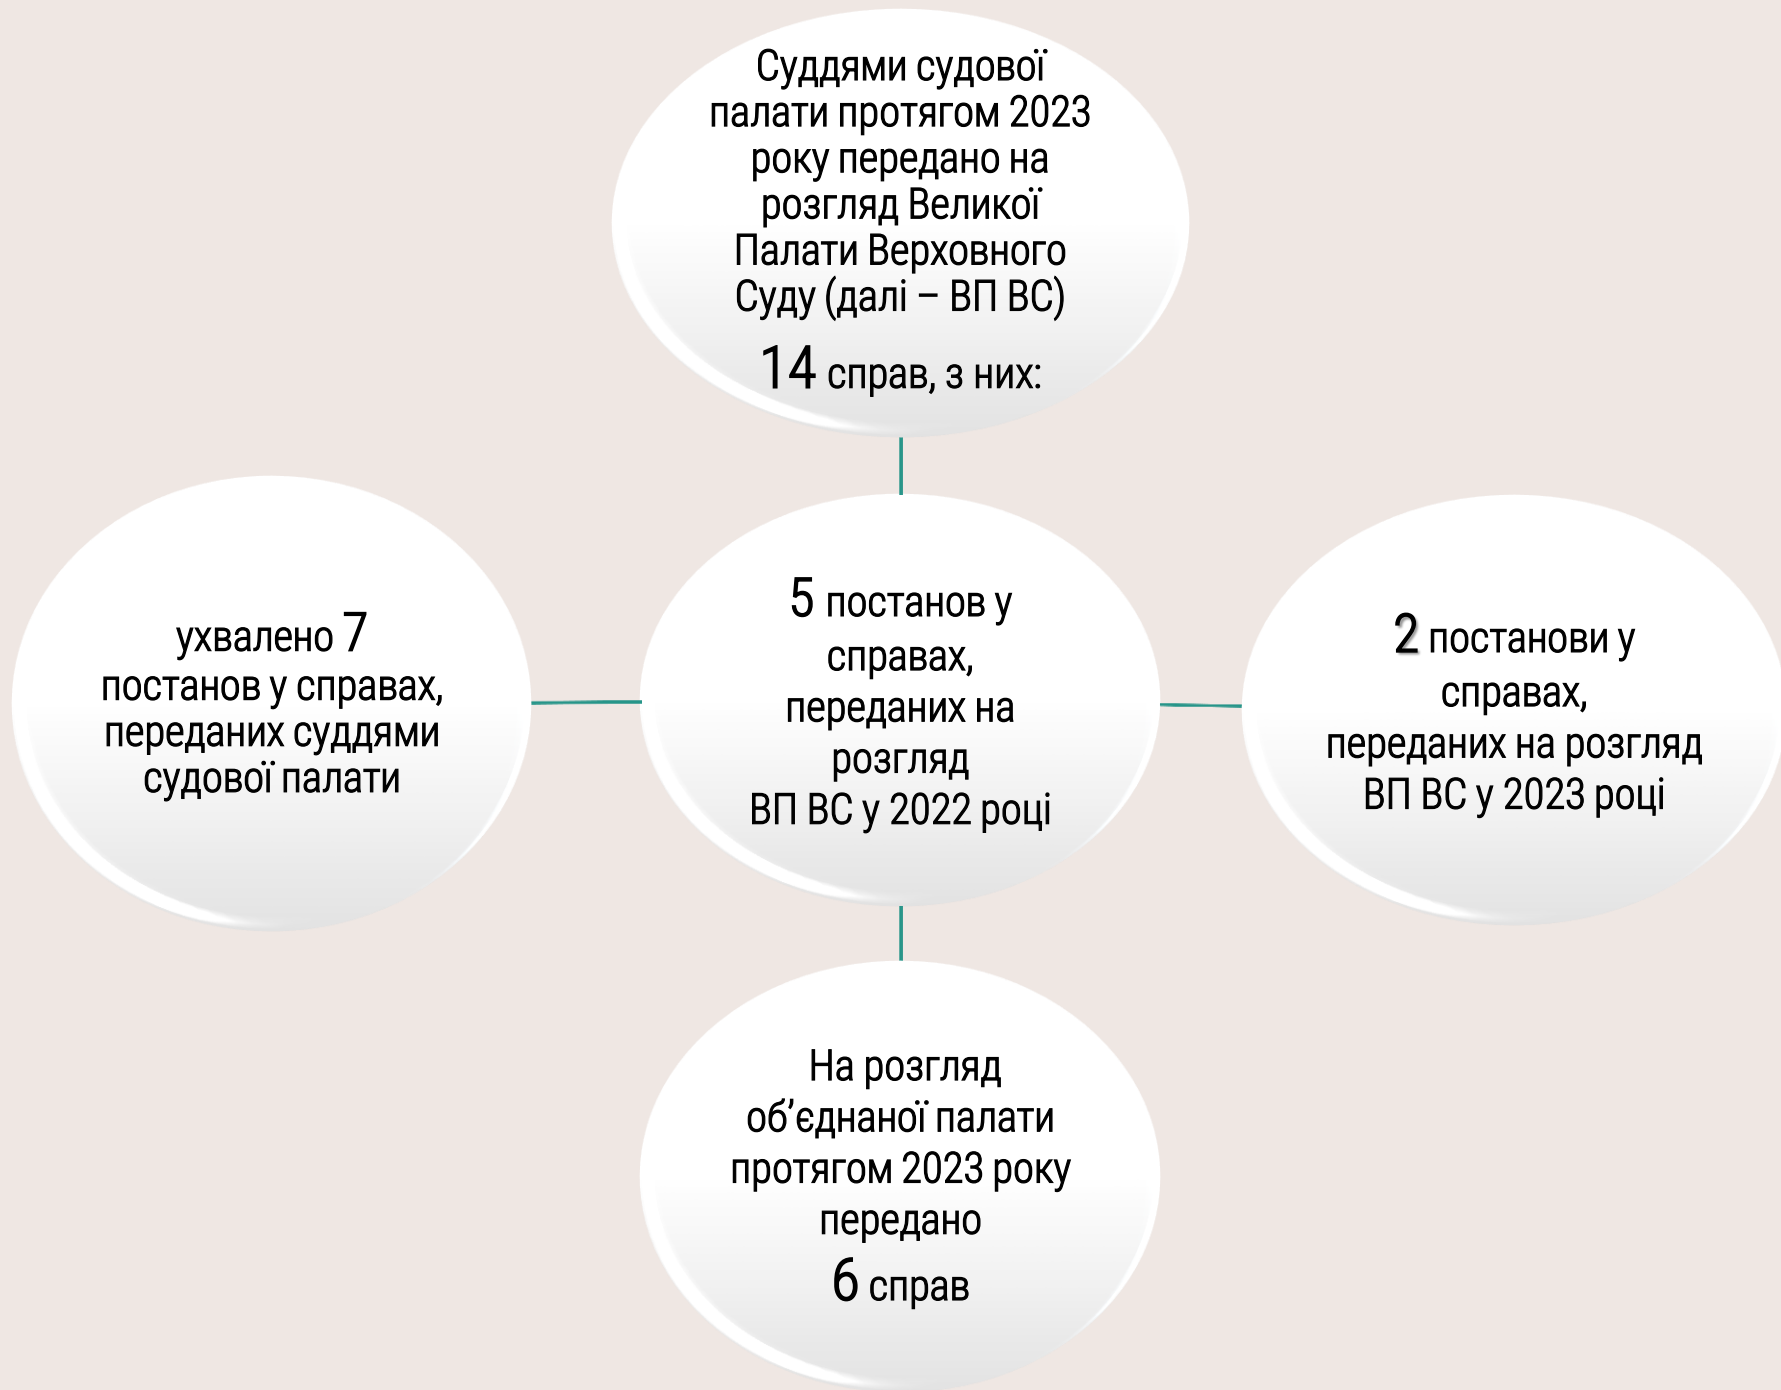 Суддями судової
палати протягом 2023
року передано на
розгляд Великої
Палати Верховного
Суду (далі – ВП ВС)
14 справ, з них:
ухвалено 7
постанов у справах,
переданих суддями
судової палати
5 постанов у
справах,
переданих на
розгляд
ВП ВС у 2022 році
2 постанови у
справах,
переданих на розгляд
ВП ВС у 2023 році
На розгляд
об’єднаної палати
протягом 2023 року
передано
6 справ